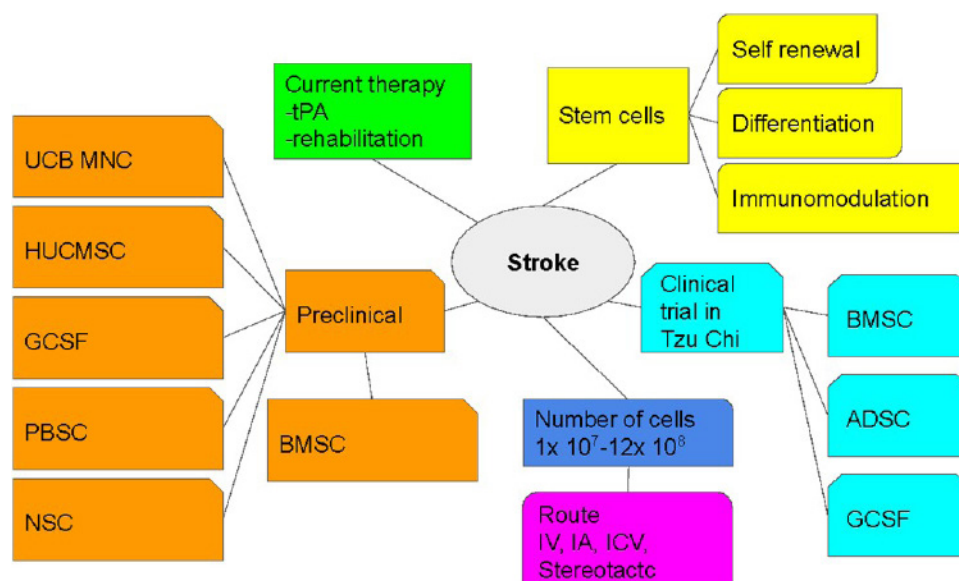 Self renewal
Current therapy
-tPA
-rehabilitation
Stem cells
Differentiation
Immunomodulation
UCB MNC
HUCMSC
GCSF
PBSC
NSC
Preclinical
BMSC
Stroke
Clinical
trial in
Tzu Chi
BMSC
ADSC
GCSF
Number of cells
1x 10⁷-12x 10⁸
Route
IV, IA, ICV,
Stereotactc